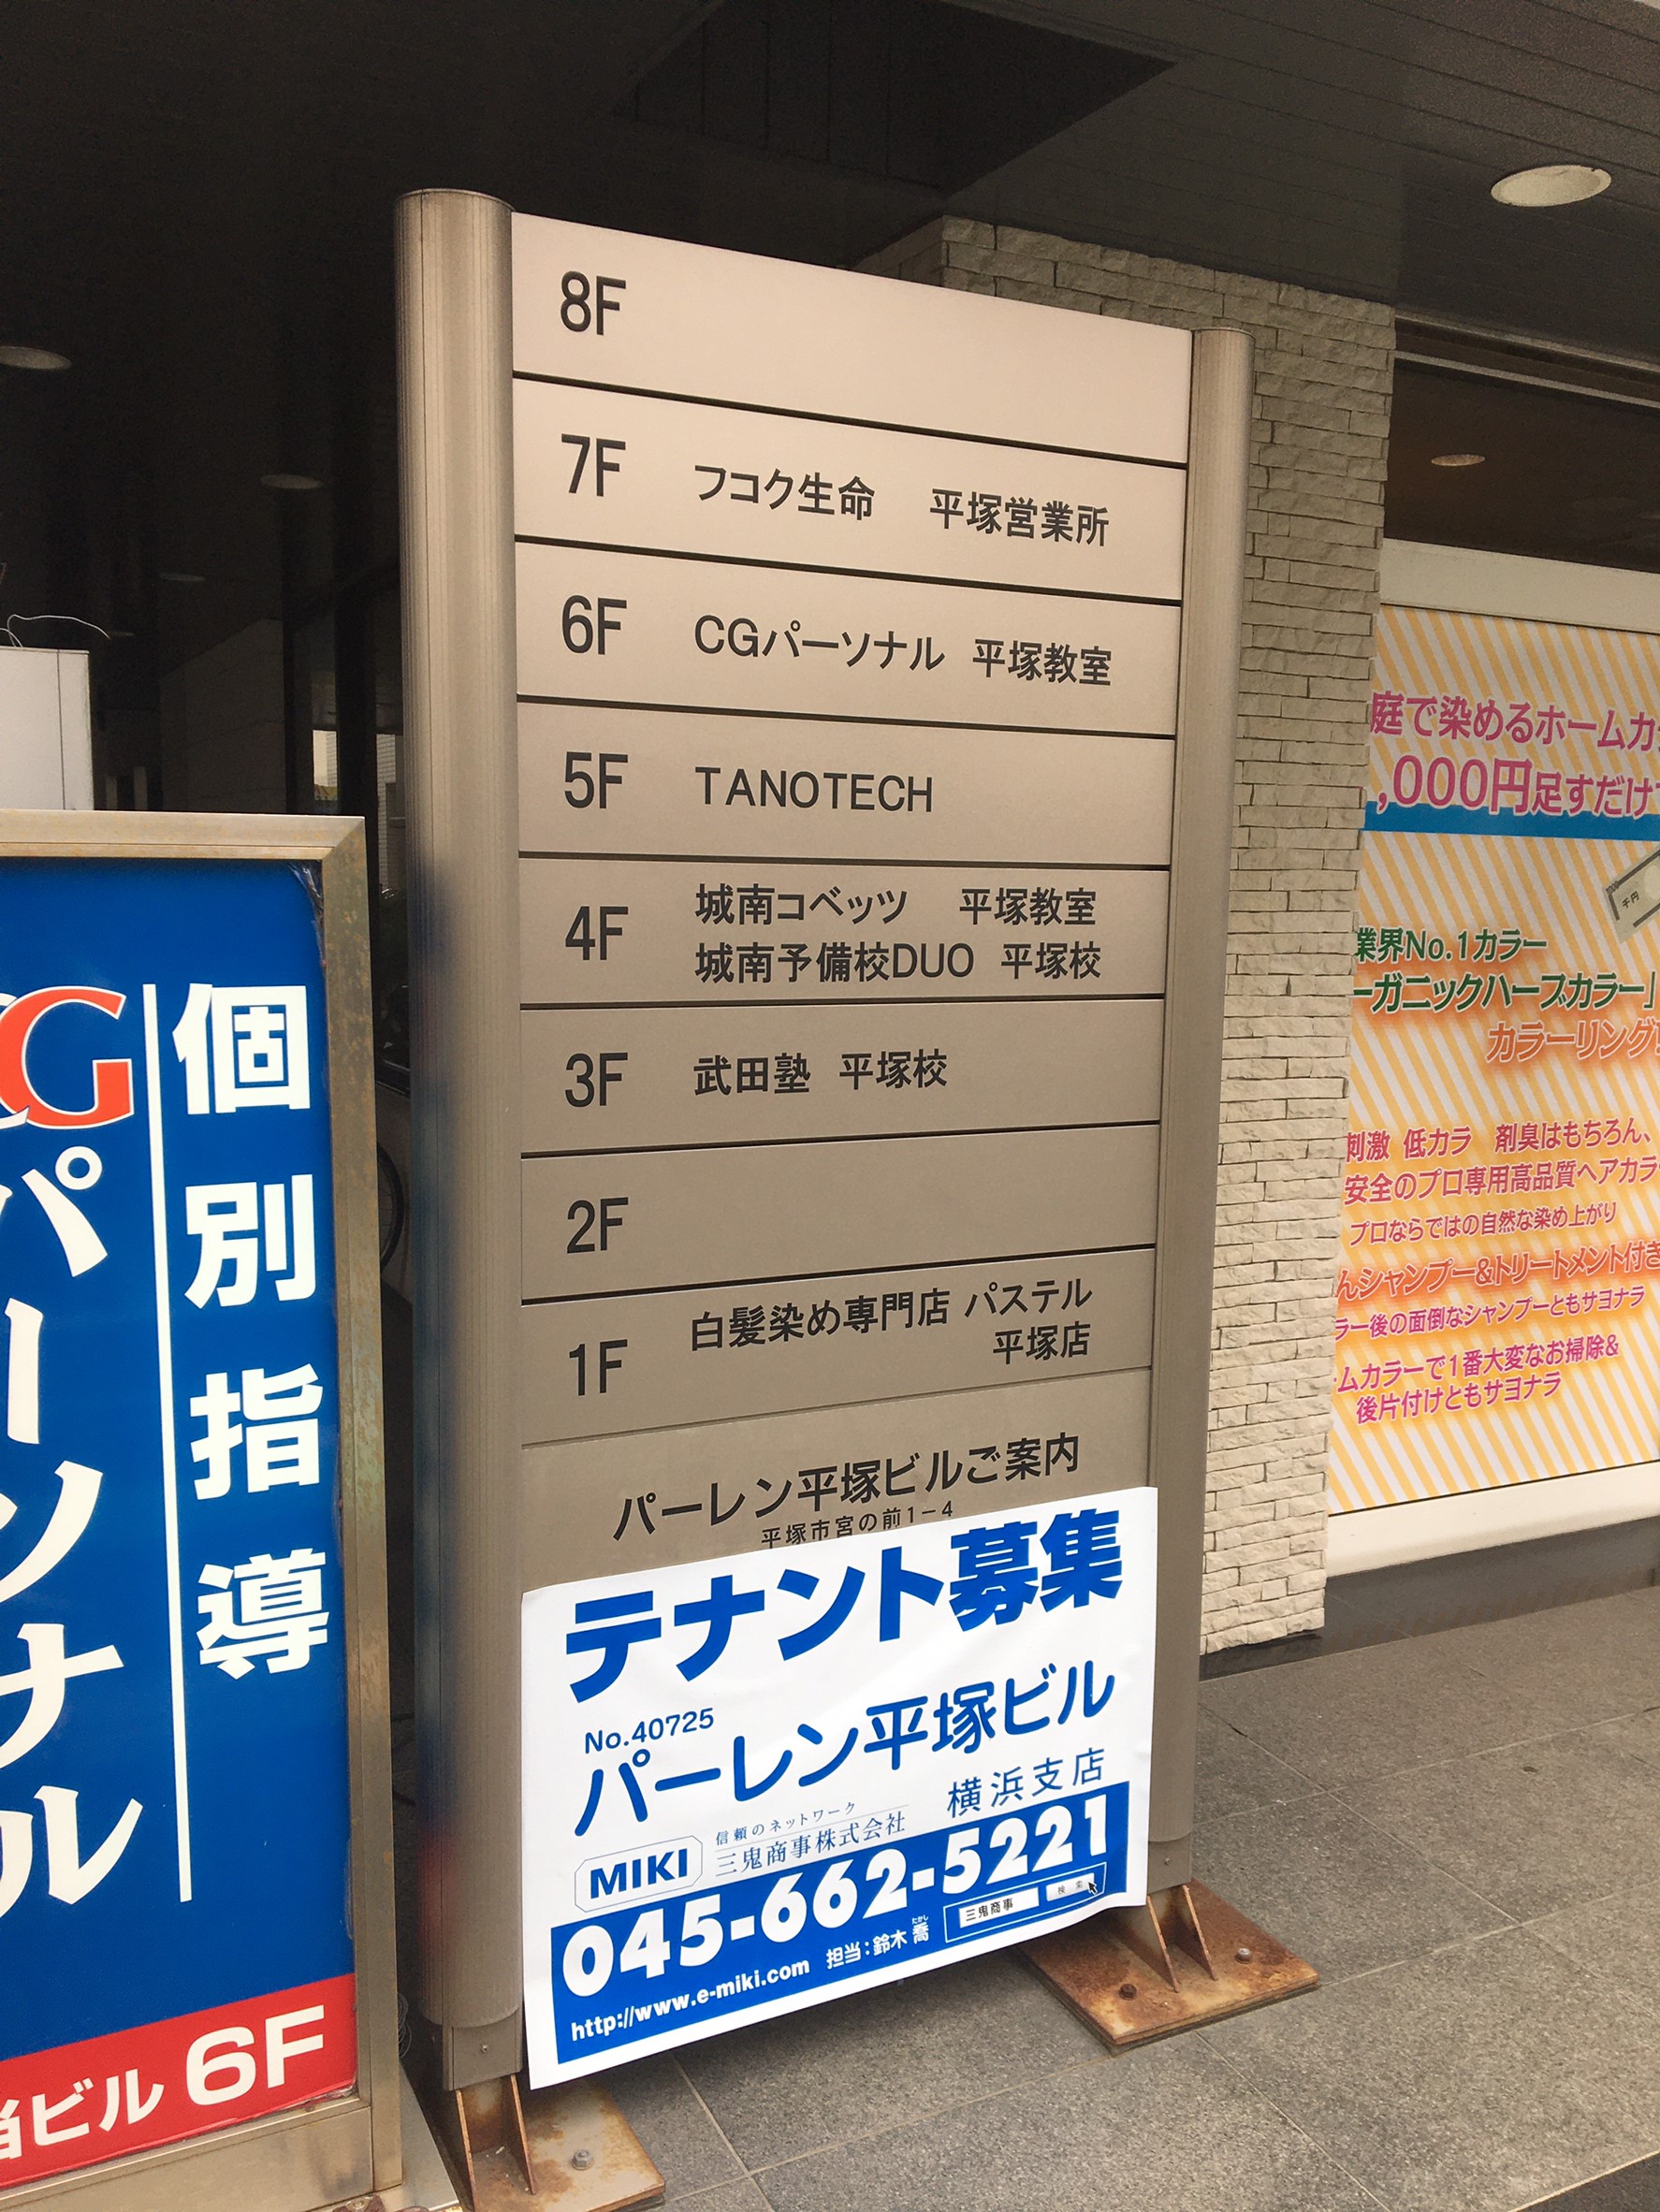 8F
7F フコク生命 平塚営業所
6F CGパーソナル 平塚教室
5F TANOTECH
4F 城南コベッツ 平塚教室
城南予備校DUO 平塚校
3F 武田塾 平塚校
2F
1F 白髪染め専門店 パステル
平塚店
パーレン平塚ビルご案内
平塚市宮の前1-4
テナント募集
No.40725
パーレン平塚ビル
横浜支店
信頼のネットワーク
MIKI 三鬼商事株式会社
045-662-5221
http://www.e-miki.com 担当:鈴木 喬
たかし
三鬼商事 検索
個別指導
CGパーソナル
当ビル 6F
庭で染めるホームカ
,000円足すだけ
千円
業界No.1カラー
ーガニックハーブカラー」
カラーリング!
刺激 低カラ 剤臭はもちろん、
安全のプロ専用高品質ヘアカラ
プロならではの自然な染め上がり
んシャンプー&トリートメント付き
ラー後の面倒なシャンプーともサヨナラ
ームカラーで1番大変なお掃除&
後片付けともサヨナラ